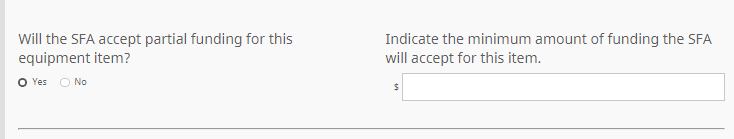 Will the SFA accept partial funding for this
equipment item?
Yes No
Indicate the minimum amount of funding the SFA
will accept for this item.
$